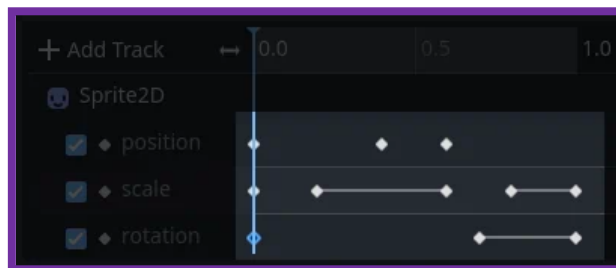 + Add Track 0.0 0.5 1.0
Sprite2D
position
scale
rotation